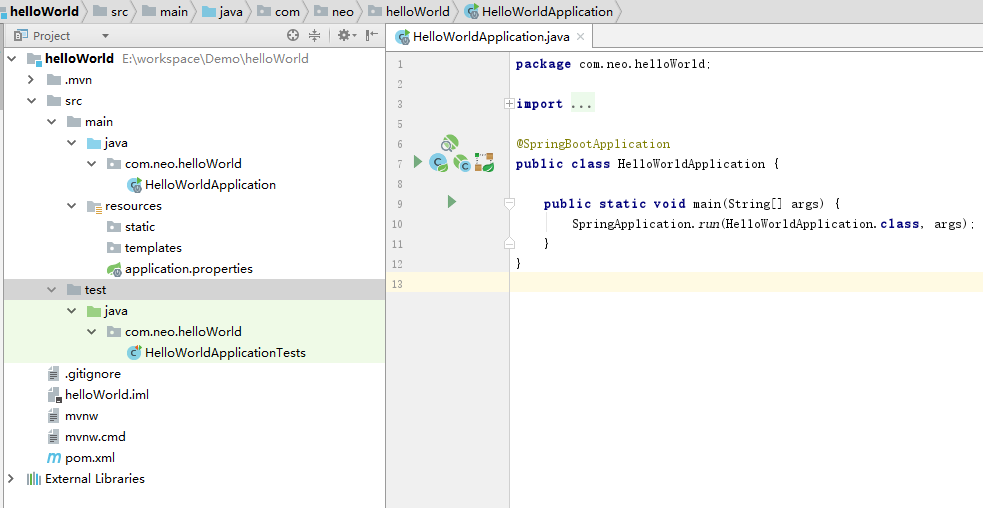 helloWorld src main java com neo helloWorld HelloWorldApplication
Project
HelloWorldApplication.java
helloWorld E:\workspace\Demo\helloWorld
.mvn
src
main
java
com.neo.helloWorld
HelloWorldApplication
resources
static
templates
application.properties
test
java
com.neo.helloWorld
HelloWorldApplicationTests
.gitignore
helloWorld.iml
mvnw
mvnw.cmd
pom.xml
External Libraries
1 package com.neo.helloWorld;
2
3 import ...
5
6 @SpringBootApplication
7 public class HelloWorldApplication {
8
9 public static void main(String[] args) {
10 SpringApplication.run(HelloWorldApplication.class, args);
11 }
12 }
13